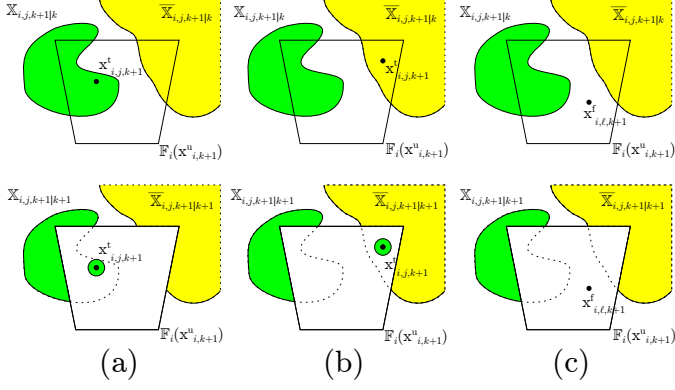 𝕏_{i,j,k+1|k} 𝕏̅_{i,j,k+1|k} 𝕏_{i,j,k+1|k} 𝕏̅_{i,j,k+1|k} 𝕏_{i,j,k+1|k} 𝕏̅_{i,j,k+1|k}
x^t_{i,j,k+1} x^t_{i,j,k+1} x^f_{i,ℓ,k+1}
𝔽_i(x^u_{i,k+1}) 𝔽_i(x^u_{i,k+1}) 𝔽_i(x^u_{i,k+1})
𝕏_{i,j,k+1|k+1} 𝕏̅_{i,j,k+1|k+1} 𝕏_{i,j,k+1|k+1} 𝕏̅_{i,j,k+1|k+1} 𝕏_{i,j,k+1|k+1} 𝕏̅_{i,j,k+1|k+1}
x^t_{i,j,k+1} x^t_{i,j,k+1} x^f_{i,ℓ,k+1}
𝔽_i(x^u_{i,k+1}) 𝔽_i(x^u_{i,k+1}) 𝔽_i(x^u_{i,k+1})
(a) (b) (c)